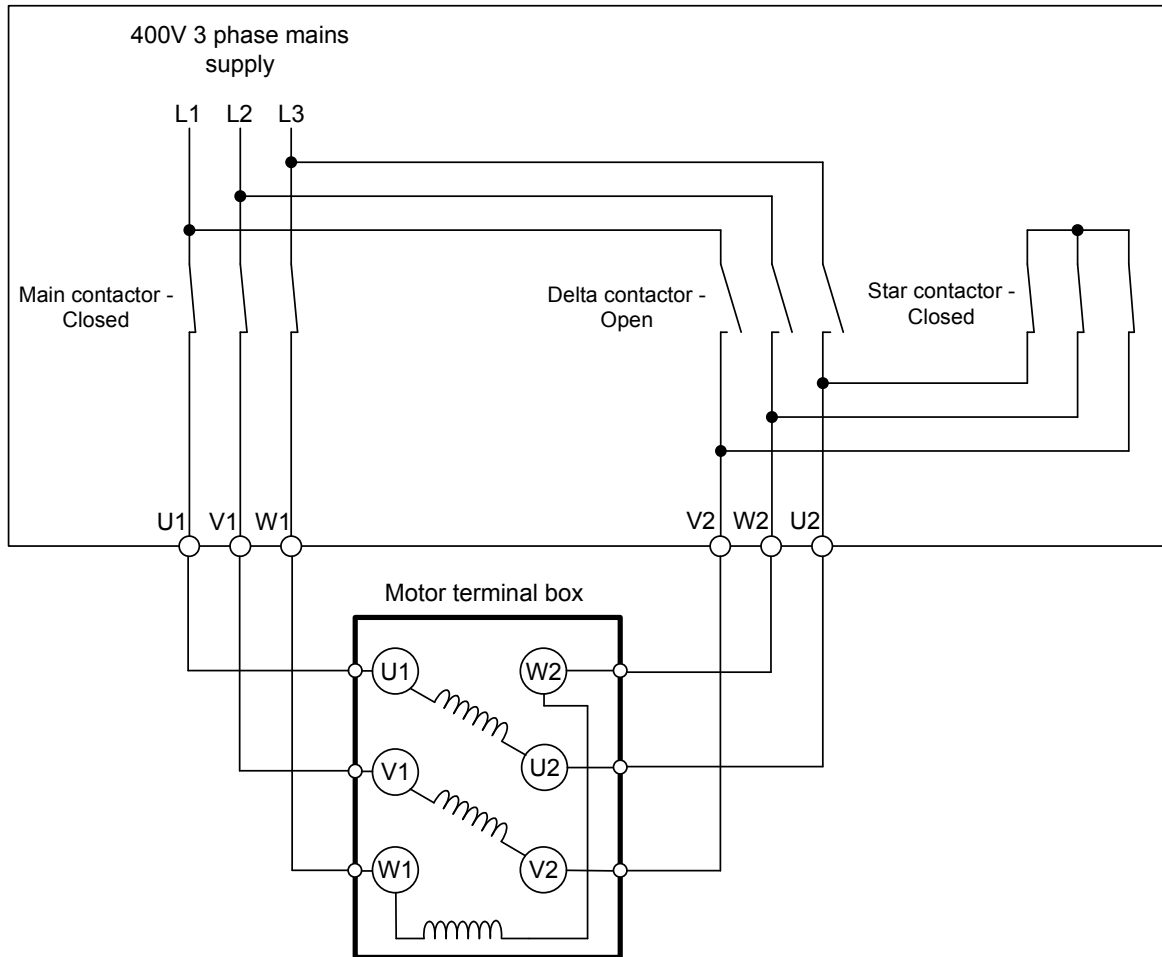 400V 3 phase mains
supply
L1 L2 L3
Main contactor -
Closed
Delta contactor -
Open
Star contactor -
Closed
U1 V1 W1 V2 W2 U2
Motor terminal box
U1 W2
V1 U2
W1 V2